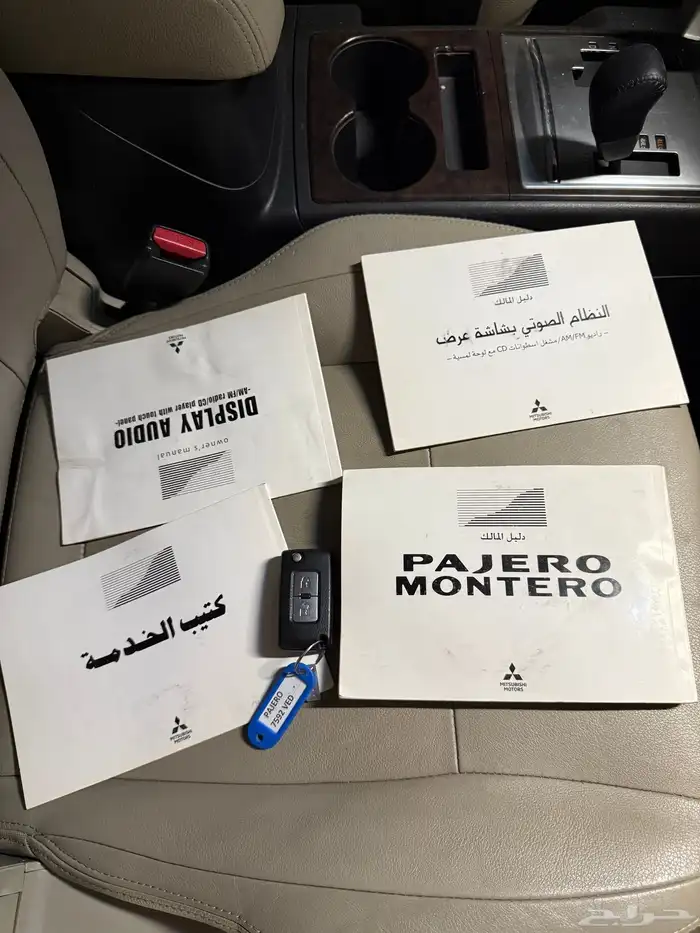 دليل المالك
النظام الصوتي بشاشة عرض
- راديو AM/FM/مشغل اسطوانات CD مع لوحة لمسية -
MITSUBISHI
MOTORS
owner's manual
DISPLAY AUDIO
-AM/FM radio/CD player with touch panel-
MITSUBISHI
MOTORS
دليل المالك
PAJERO
MONTERO
MITSUBISHI
MOTORS
كتيب الخدمة
MITSUBISHI
MOTORS
PAJERO
7592 VED
حراج